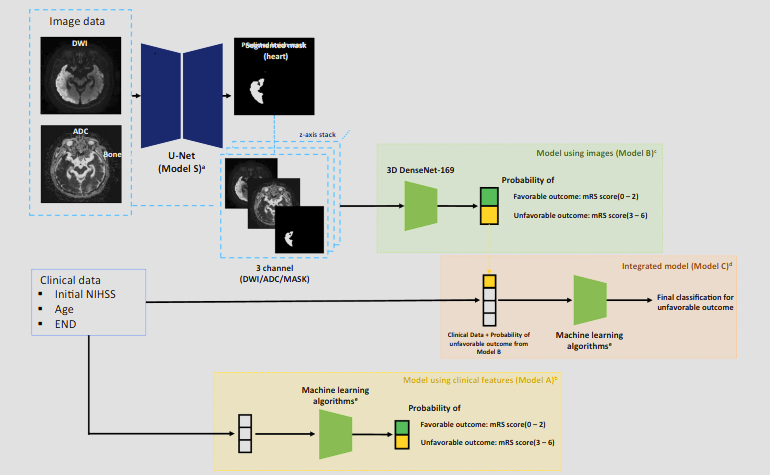 Image data
DWI
ADC
Bone
U-Net
(Model S)ᵃ
Segmented mask
(heart)
z-axis stack
3 channel
(DWI/ADC/MASK)
Model using images (Model B)ᶜ
3D DenseNet-169
Probability of
Favorable outcome: mRS score(0 – 2)
Unfavorable outcome: mRS score(3 – 6)
Clinical data
▪ Initial NIHSS
▪ Age
▪ END
Integrated model (Model C)ᵈ
Clinical Data + Probability of
unfavorable outcome from
Model B
Machine learning
algorithmsᵉ
Final classification for
unfavorable outcome
Model using clinical features (Model A)ᵇ
Machine learning
algorithmsᵉ
Probability of
Favorable outcome: mRS score(0 – 2)
Unfavorable outcome: mRS score(3 – 6)